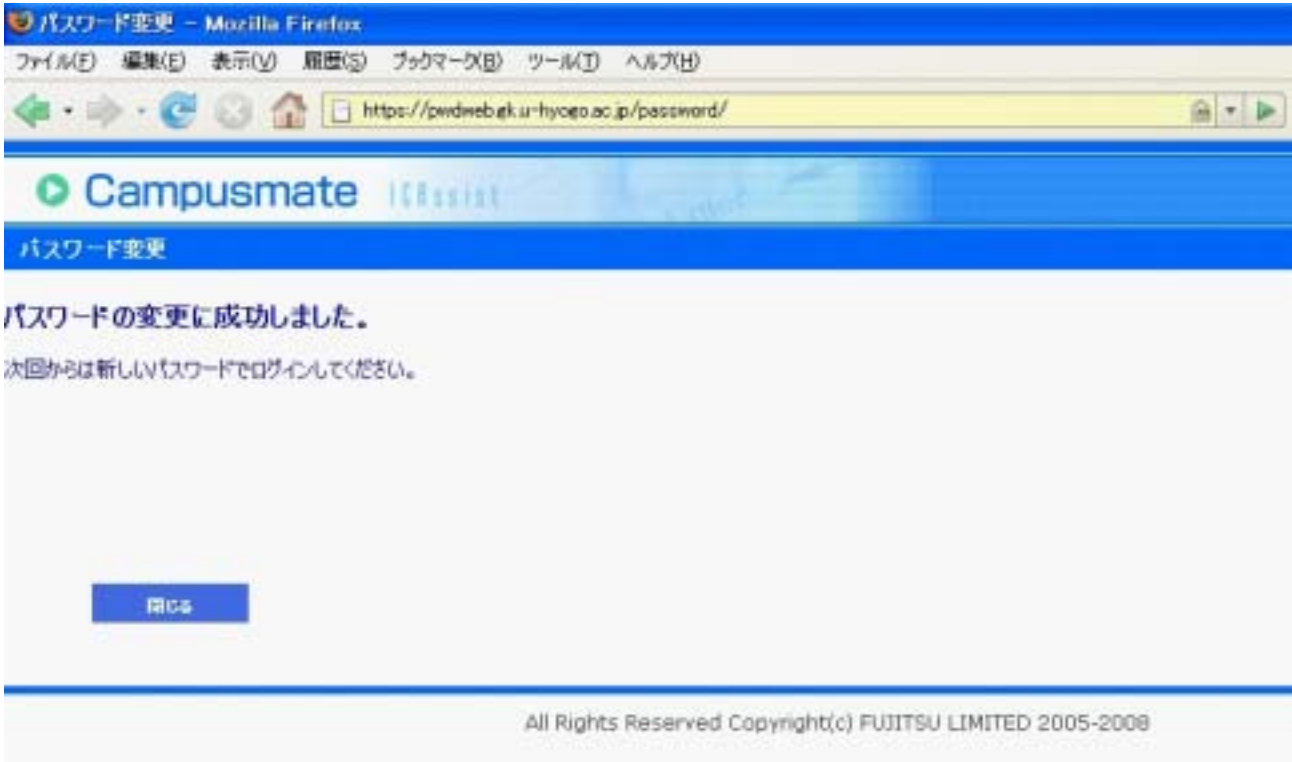 パスワード変更 - Mozilla Firefox
ファイル(F) 編集(E) 表示(V) 履歴(S) ブックマーク(B) ツール(T) ヘルプ(H)
https://pwdweb.gk.u-hyogo.ac.jp/password/
Campusmate ICAssist
パスワード変更
パスワードの変更に成功しました。
次回からは新しいパスワードでログインしてください。
閉じる
All Rights Reserved Copyright(c) FUJITSU LIMITED 2005-2008